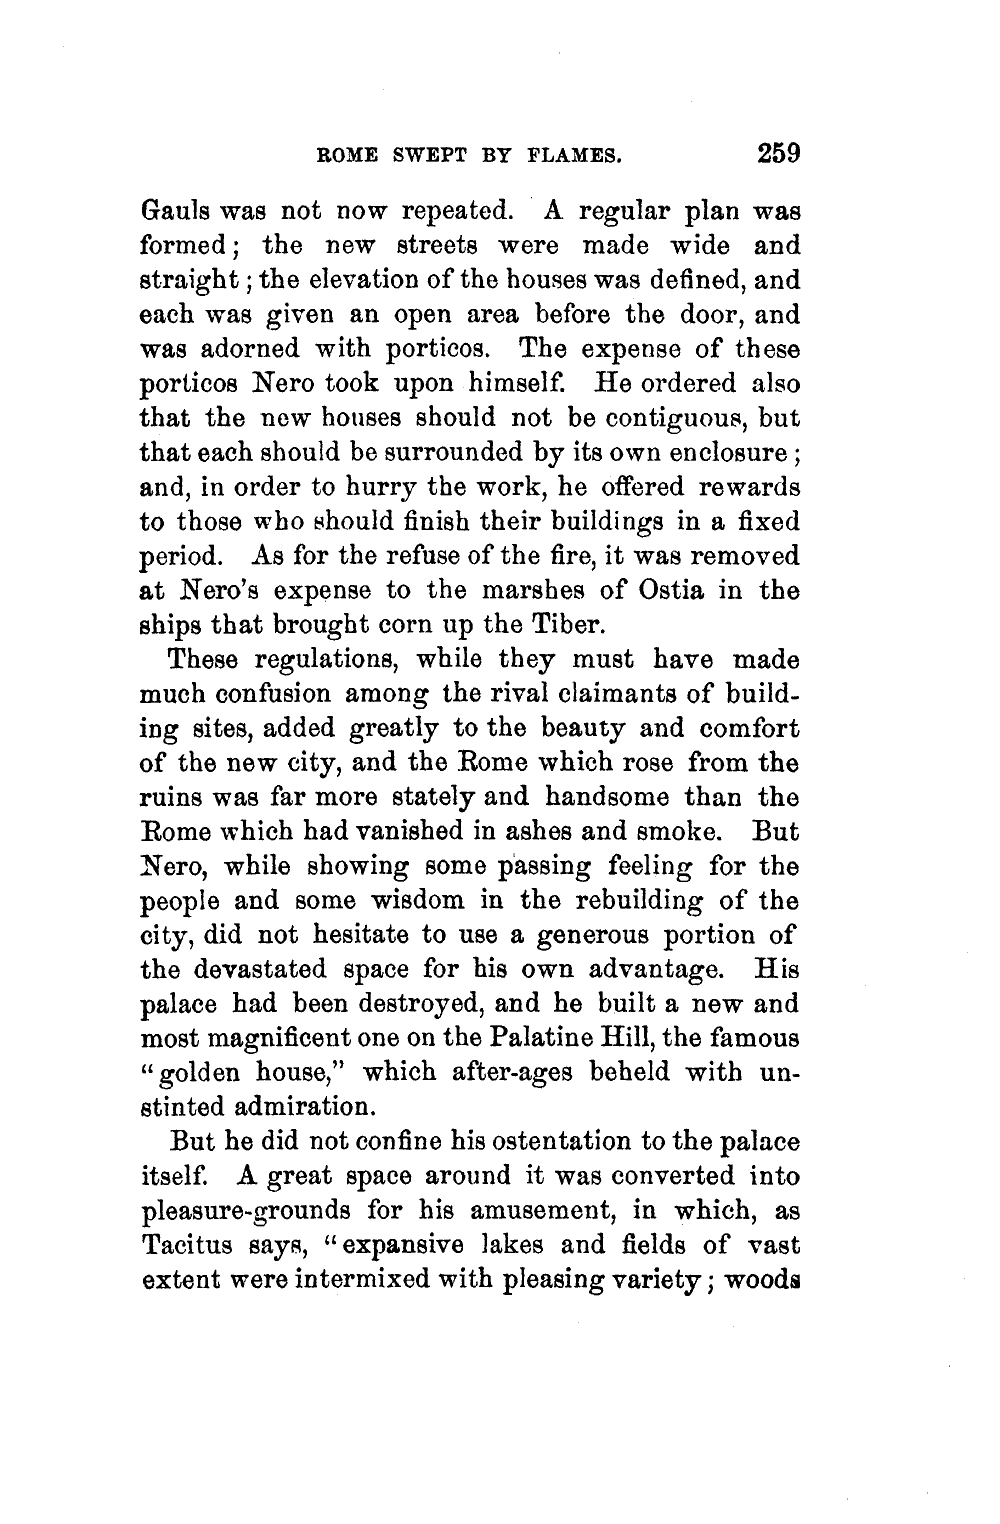 ROME SWEPT BY FLAMES. 259
Gauls was not now repeated. A regular plan was
formed; the new streets were made wide and
straight; the elevation of the houses was defined, and
each was given an open area before the door, and
was adorned with porticos. The expense of these
porticos Nero took upon himself. He ordered also
that the new houses should not be contiguous, but
that each should be surrounded by its own enclosure;
and, in order to hurry the work, he offered rewards
to those who should finish their buildings in a fixed
period. As for the refuse of the fire, it was removed
at Nero's expense to the marshes of Ostia in the
ships that brought corn up the Tiber.
These regulations, while they must have made
much confusion among the rival claimants of build-
ing sites, added greatly to the beauty and comfort
of the new city, and the Rome which rose from the
ruins was far more stately and handsome than the
Rome which had vanished in ashes and smoke. But
Nero, while showing some passing feeling for the
people and some wisdom in the rebuilding of the
city, did not hesitate to use a generous portion of
the devastated space for his own advantage. His
palace had been destroyed, and he built a new and
most magnificent one on the Palatine Hill, the famous
"golden house," which after-ages beheld with un-
stinted admiration.
But he did not confine his ostentation to the palace
itself. A great space around it was converted into
pleasure-grounds for his amusement, in which, as
Tacitus says, "expansive lakes and fields of vast
extent were intermixed with pleasing variety; woods